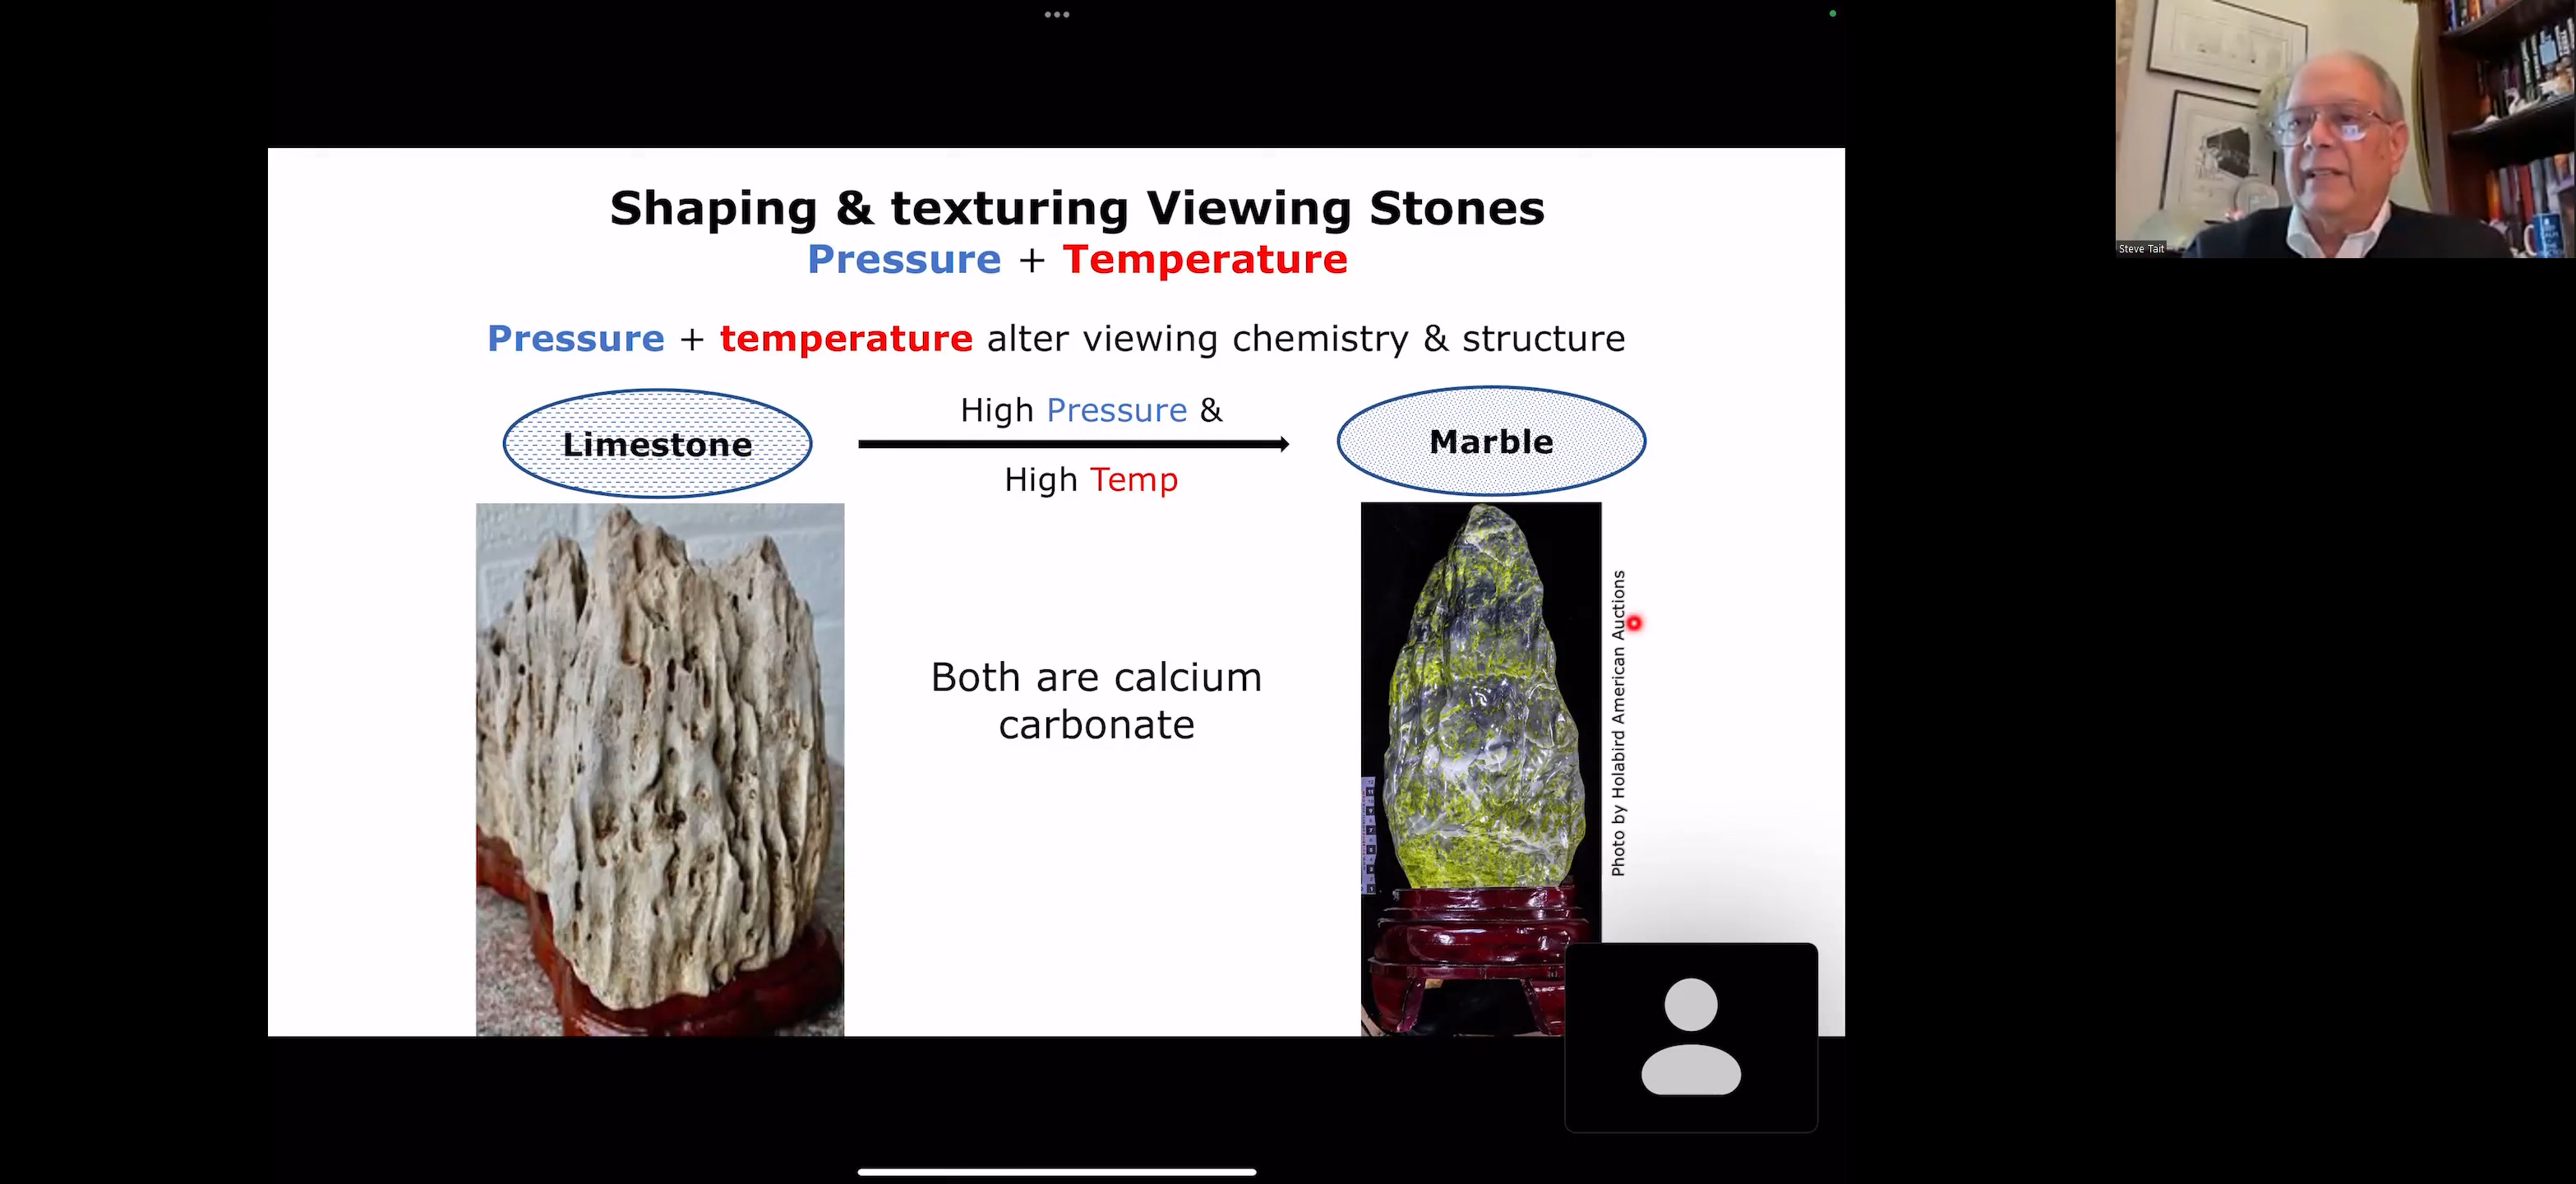 Shaping & texturing Viewing Stones
Pressure + Temperature
Pressure + temperature alter viewing chemistry & structure
Limestone
High Pressure &
High Temp
Marble
Both are calcium
carbonate
Photo by Holabird American Auctions
Steve Tait